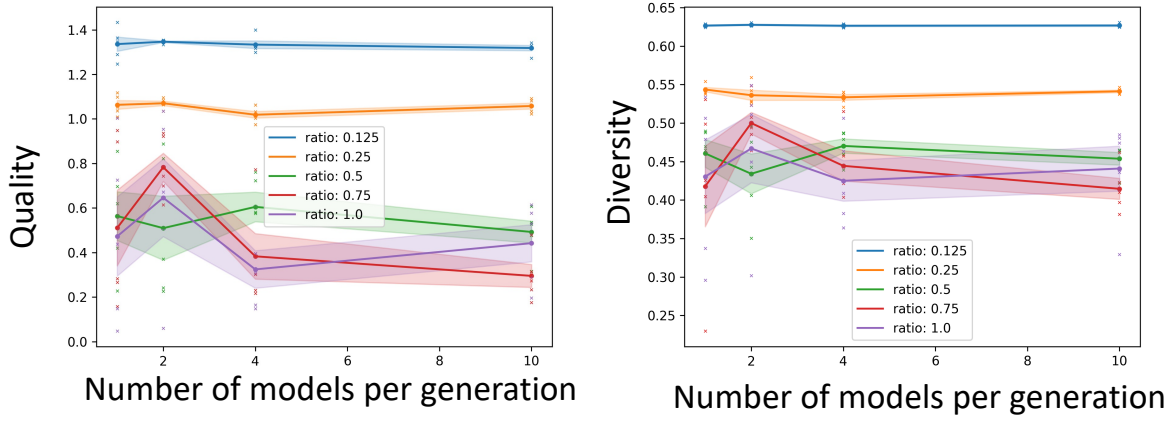 Quality
1.4
1.2
1.0
0.8
0.6
0.4
0.2
0.0
ratio: 0.125
ratio: 0.25
ratio: 0.5
ratio: 0.75
ratio: 1.0
2 4 6 8 10
Number of models per generation
Diversity
0.65
0.60
0.55
0.50
0.45
0.40
0.35
0.30
0.25
ratio: 0.125
ratio: 0.25
ratio: 0.5
ratio: 0.75
ratio: 1.0
2 4 6 8 10
Number of models per generation